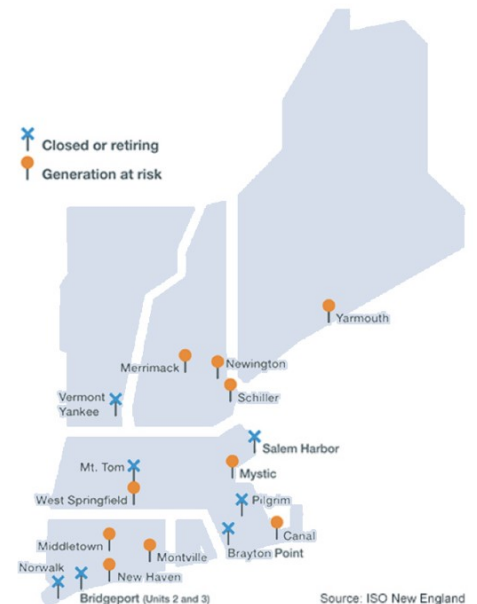 Closed or retiring
Generation at risk
Yarmouth
Merrimack
Newington
Schiller
Vermont
Yankee
Salem Harbor
Mt. Tom
Mystic
West Springfield
Pilgrim
Canal
Brayton Point
Middletown
Montville
Norwalk
New Haven
Bridgeport (Units 2 and 3)
Source: ISO New England